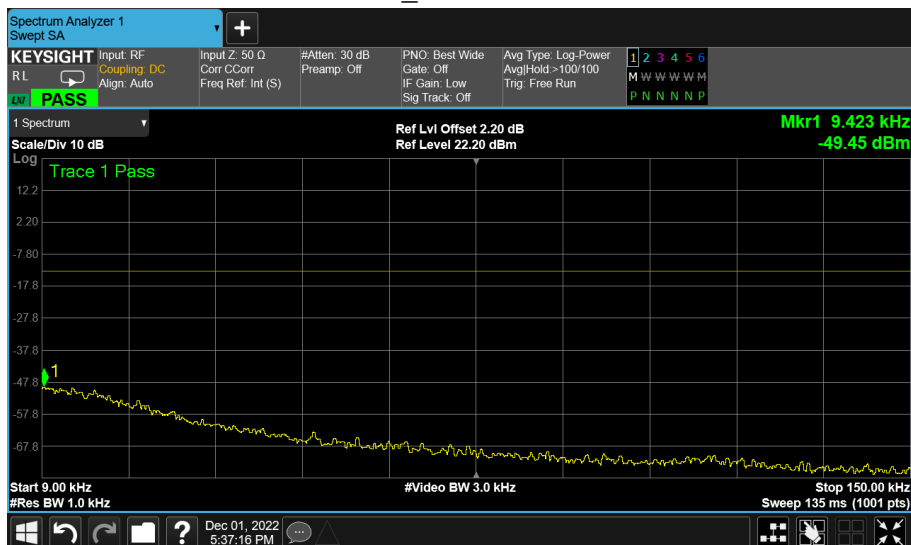 Spectrum Analyzer 1
Swept SA
+
KEYSIGHT
RL
LXI PASS
Input: RF
Coupling: DC
Align: Auto
Input Z: 50 Ω
Corr CCorr
Freq Ref: Int (S)
#Atten: 30 dB
Preamp: Off
PNO: Best Wide
Gate: Off
IF Gain: Low
Sig Track: Off
Avg Type: Log-Power
Avg|Hold:>100/100
Trig: Free Run
1 2 3 4 5 6
M W W W W M
P N N N N P
1 Spectrum
Scale/Div 10 dB
Ref Lvl Offset 2.20 dB
Ref Level 22.20 dBm
Mkr1 9.423 kHz
-49.45 dBm
Log
Trace 1 Pass
12.2
2.20
-7.80
-17.8
-27.8
-37.8
-47.8
-57.8
-67.8
1
Start 9.00 kHz
#Res BW 1.0 kHz
#Video BW 3.0 kHz
Stop 150.00 kHz
Sweep 135 ms (1001 pts)
?
Dec 01, 2022
5:37:16 PM